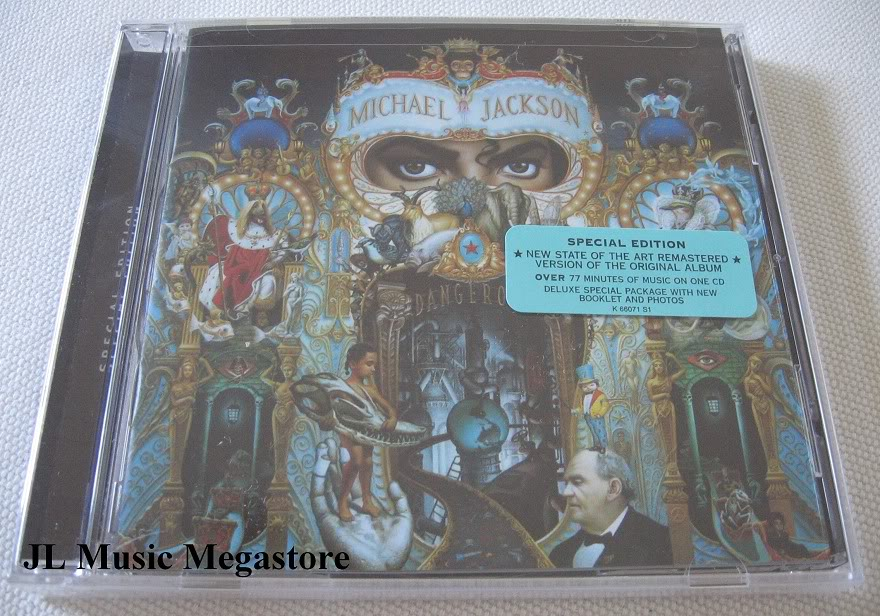 MICHAEL JACKSON
SPECIAL EDITION
SPECIAL EDITION
★ NEW STATE OF THE ART REMASTERED ★
VERSION OF THE ORIGINAL ALBUM
OVER 77 MINUTES OF MUSIC ON ONE CD
DELUXE SPECIAL PACKAGE WITH NEW
BOOKLET AND PHOTOS
K 66071 S1
DANGERO
JL Music Megastore